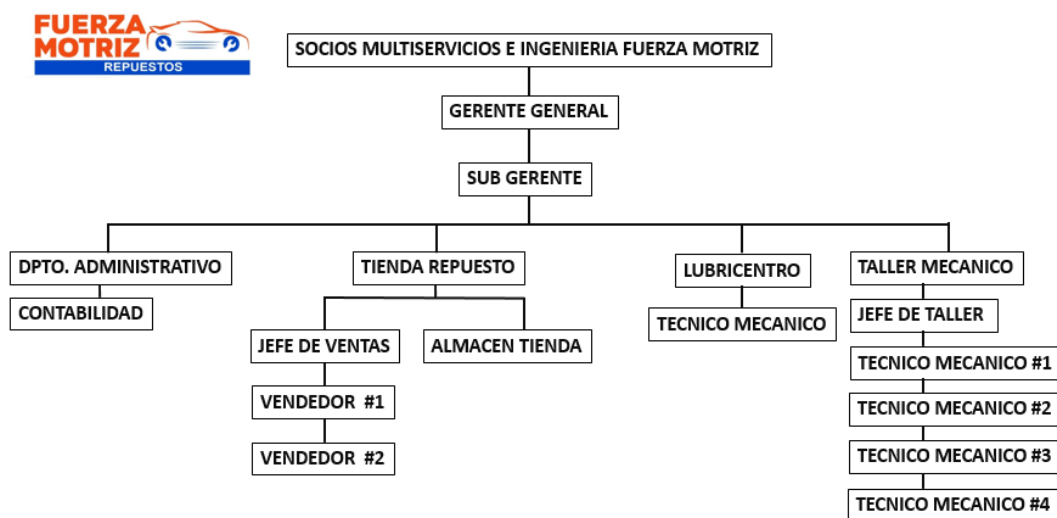 FUERZA
MOTRIZ
REPUESTOS
SOCIOS MULTISERVICIOS E INGENIERIA FUERZA MOTRIZ
GERENTE GENERAL
SUB GERENTE
DPTO. ADMINISTRATIVO
CONTABILIDAD
TIENDA REPUESTO
JEFE DE VENTAS
VENDEDOR #1
VENDEDOR #2
ALMACEN TIENDA
LUBRICENTRO
TECNICO MECANICO
TALLER MECANICO
JEFE DE TALLER
TECNICO MECANICO #1
TECNICO MECANICO #2
TECNICO MECANICO #3
TECNICO MECANICO #4